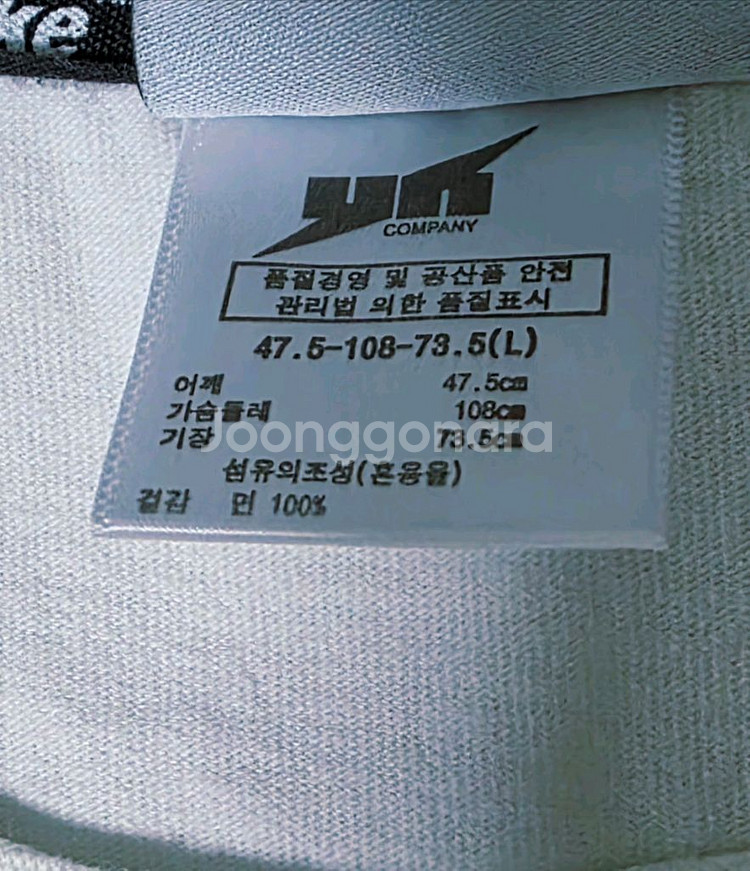 COMPANY
품질경영 및 공산품 안전
관리법 의한 품질표시
47.5-108-73.5(L)
어깨 47.5cm
가슴둘레 108cm
기장 73.5cm
Joonggonara
섬유의조성(혼용율)
겉감 면 100%